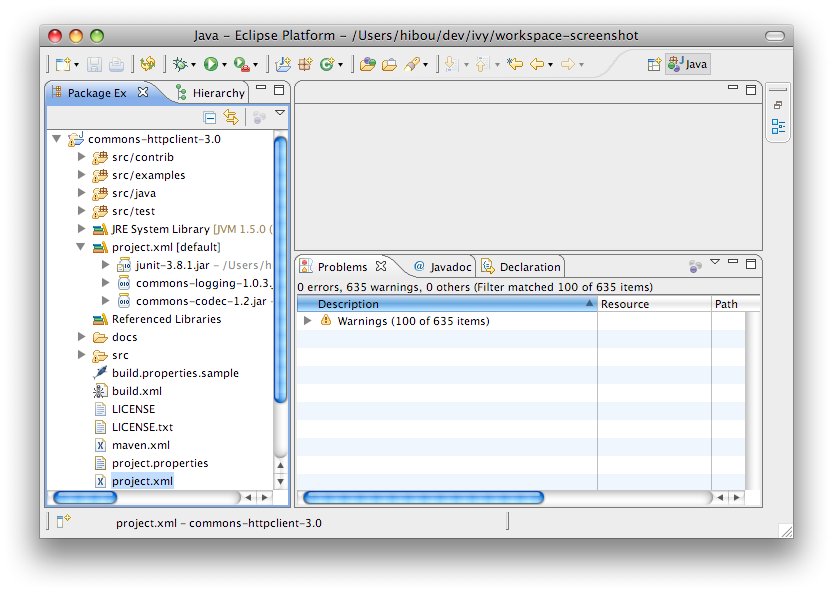 Java – Eclipse Platform – /Users/hibou/dev/ivy/workspace-screenshot
Java
Package Ex
Hierarchy
commons-httpclient-3.0
src/contrib
src/examples
src/java
src/test
JRE System Library [JVM 1.5.0 (
project.xml [default]
junit-3.8.1.jar – /Users/h
commons-logging-1.0.3.
commons-codec-1.2.jar –
Referenced Libraries
docs
src
build.properties.sample
build.xml
LICENSE
LICENSE.txt
maven.xml
project.properties
project.xml
Problems
@ Javadoc
Declaration
0 errors, 635 warnings, 0 others (Filter matched 100 of 635 items)
Description
Resource
Path
Warnings (100 of 635 items)
project.xml – commons-httpclient-3.0